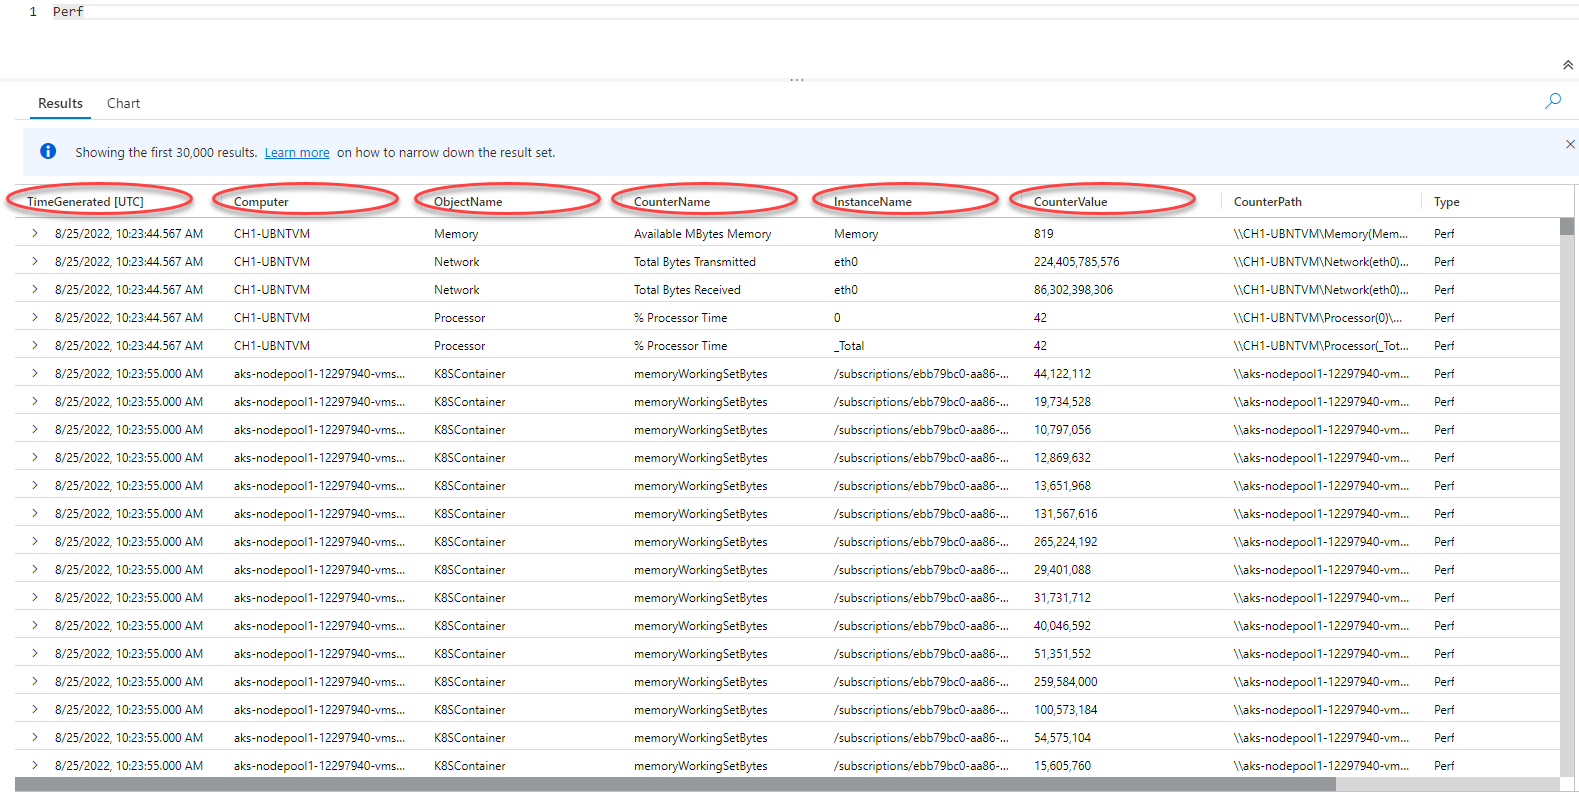 1 Perf
...
Results Chart
Showing the first 30,000 results. Learn more on how to narrow down the result set.
TimeGenerated [UTC] Computer ObjectName CounterName InstanceName CounterValue CounterPath Type
8/25/2022, 10:23:44.567 AM CH1-UBNTVM Memory Available MBytes Memory Memory 819 \\CH1-UBNTVM\Memory(Mem... Perf
8/25/2022, 10:23:44.567 AM CH1-UBNTVM Network Total Bytes Transmitted eth0 224,405,785,576 \\CH1-UBNTVM\Network(eth0)... Perf
8/25/2022, 10:23:44.567 AM CH1-UBNTVM Network Total Bytes Received eth0 86,302,398,306 \\CH1-UBNTVM\Network(eth0)... Perf
8/25/2022, 10:23:44.567 AM CH1-UBNTVM Processor % Processor Time 0 42 \\CH1-UBNTVM\Processor(0)\... Perf
8/25/2022, 10:23:44.567 AM CH1-UBNTVM Processor % Processor Time _Total 42 \\CH1-UBNTVM\Processor(_Tot... Perf
8/25/2022, 10:23:55.000 AM aks-nodepool1-12297940-vms... K8SContainer memoryWorkingSetBytes /subscriptions/ebb79bc0-aa86-... 44,122,112 \\aks-nodepool1-12297940-vm... Perf
8/25/2022, 10:23:55.000 AM aks-nodepool1-12297940-vms... K8SContainer memoryWorkingSetBytes /subscriptions/ebb79bc0-aa86-... 19,734,528 \\aks-nodepool1-12297940-vm... Perf
8/25/2022, 10:23:55.000 AM aks-nodepool1-12297940-vms... K8SContainer memoryWorkingSetBytes /subscriptions/ebb79bc0-aa86-... 10,797,056 \\aks-nodepool1-12297940-vm... Perf
8/25/2022, 10:23:55.000 AM aks-nodepool1-12297940-vms... K8SContainer memoryWorkingSetBytes /subscriptions/ebb79bc0-aa86-... 12,869,632 \\aks-nodepool1-12297940-vm... Perf
8/25/2022, 10:23:55.000 AM aks-nodepool1-12297940-vms... K8SContainer memoryWorkingSetBytes /subscriptions/ebb79bc0-aa86-... 13,651,968 \\aks-nodepool1-12297940-vm... Perf
8/25/2022, 10:23:55.000 AM aks-nodepool1-12297940-vms... K8SContainer memoryWorkingSetBytes /subscriptions/ebb79bc0-aa86-... 131,567,616 \\aks-nodepool1-12297940-vm... Perf
8/25/2022, 10:23:55.000 AM aks-nodepool1-12297940-vms... K8SContainer memoryWorkingSetBytes /subscriptions/ebb79bc0-aa86-... 265,224,192 \\aks-nodepool1-12297940-vm... Perf
8/25/2022, 10:23:55.000 AM aks-nodepool1-12297940-vms... K8SContainer memoryWorkingSetBytes /subscriptions/ebb79bc0-aa86-... 29,401,088 \\aks-nodepool1-12297940-vm... Perf
8/25/2022, 10:23:55.000 AM aks-nodepool1-12297940-vms... K8SContainer memoryWorkingSetBytes /subscriptions/ebb79bc0-aa86-... 31,731,712 \\aks-nodepool1-12297940-vm... Perf
8/25/2022, 10:23:55.000 AM aks-nodepool1-12297940-vms... K8SContainer memoryWorkingSetBytes /subscriptions/ebb79bc0-aa86-... 40,046,592 \\aks-nodepool1-12297940-vm... Perf
8/25/2022, 10:23:55.000 AM aks-nodepool1-12297940-vms... K8SContainer memoryWorkingSetBytes /subscriptions/ebb79bc0-aa86-... 51,351,552 \\aks-nodepool1-12297940-vm... Perf
8/25/2022, 10:23:55.000 AM aks-nodepool1-12297940-vms... K8SContainer memoryWorkingSetBytes /subscriptions/ebb79bc0-aa86-... 259,584,000 \\aks-nodepool1-12297940-vm... Perf
8/25/2022, 10:23:55.000 AM aks-nodepool1-12297940-vms... K8SContainer memoryWorkingSetBytes /subscriptions/ebb79bc0-aa86-... 100,573,184 \\aks-nodepool1-12297940-vm... Perf
8/25/2022, 10:23:55.000 AM aks-nodepool1-12297940-vms... K8SContainer memoryWorkingSetBytes /subscriptions/ebb79bc0-aa86-... 54,575,104 \\aks-nodepool1-12297940-vm... Perf
8/25/2022, 10:23:55.000 AM aks-nodepool1-12297940-vms... K8SContainer memoryWorkingSetBytes /subscriptions/ebb79bc0-aa86-... 15,605,760 \\aks-nodepool1-12297940-vm... Perf